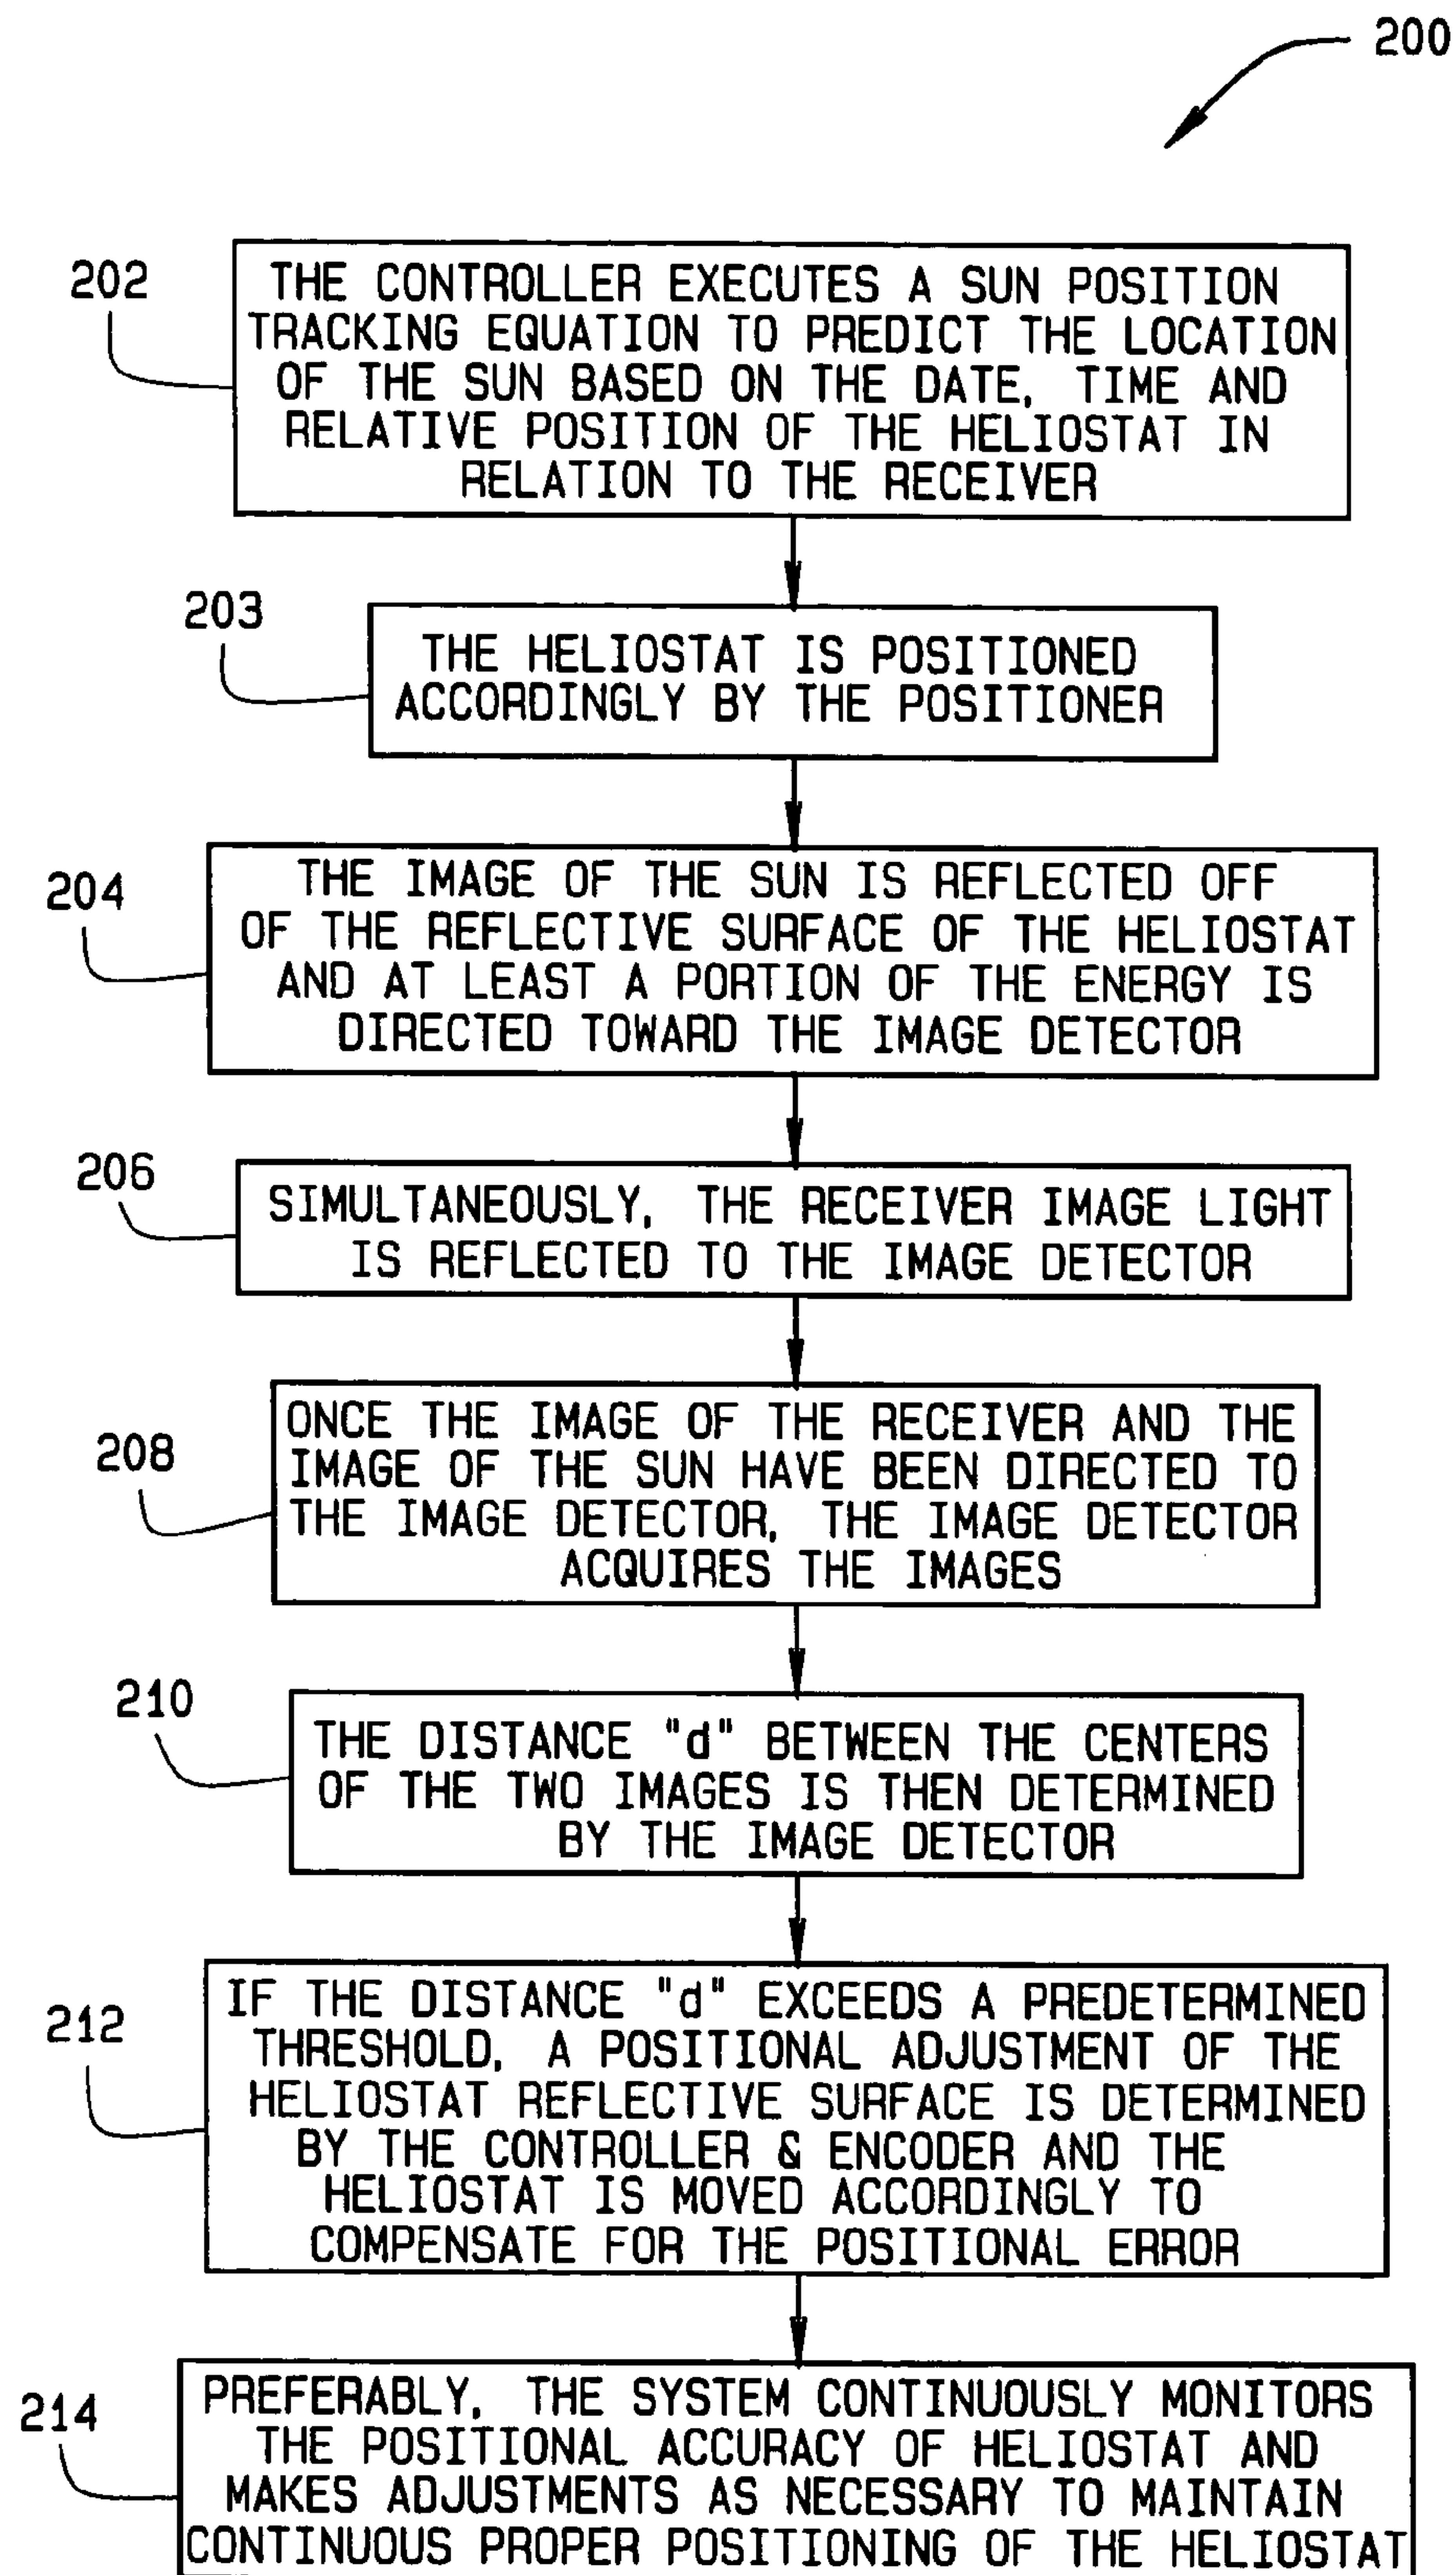 200
202
THE CONTROLLER EXECUTES A SUN POSITION
TRACKING EQUATION TO PREDICT THE LOCATION
OF THE SUN BASED ON THE DATE, TIME AND
RELATIVE POSITION OF THE HELIOSTAT IN
RELATION TO THE RECEIVER
203
THE HELIOSTAT IS POSITIONED
ACCORDINGLY BY THE POSITIONER
204
THE IMAGE OF THE SUN IS REFLECTED OFF
OF THE REFLECTIVE SURFACE OF THE HELIOSTAT
AND AT LEAST A PORTION OF THE ENERGY IS
DIRECTED TOWARD THE IMAGE DETECTOR
206
SIMULTANEOUSLY, THE RECEIVER IMAGE LIGHT
IS REFLECTED TO THE IMAGE DETECTOR
208
ONCE THE IMAGE OF THE RECEIVER AND THE
IMAGE OF THE SUN HAVE BEEN DIRECTED TO
THE IMAGE DETECTOR, THE IMAGE DETECTOR
ACQUIRES THE IMAGES
210
THE DISTANCE "d" BETWEEN THE CENTERS
OF THE TWO IMAGES IS THEN DETERMINED
BY THE IMAGE DETECTOR
212
IF THE DISTANCE "d" EXCEEDS A PREDETERMINED
THRESHOLD, A POSITIONAL ADJUSTMENT OF THE
HELIOSTAT REFLECTIVE SURFACE IS DETERMINED
BY THE CONTROLLER & ENCODER AND THE
HELIOSTAT IS MOVED ACCORDINGLY TO
COMPENSATE FOR THE POSITIONAL ERROR
214
PREFERABLY, THE SYSTEM CONTINUOUSLY MONITORS
THE POSITIONAL ACCURACY OF HELIOSTAT AND
MAKES ADJUSTMENTS AS NECESSARY TO MAINTAIN
CONTINUOUS PROPER POSITIONING OF THE HELIOSTAT